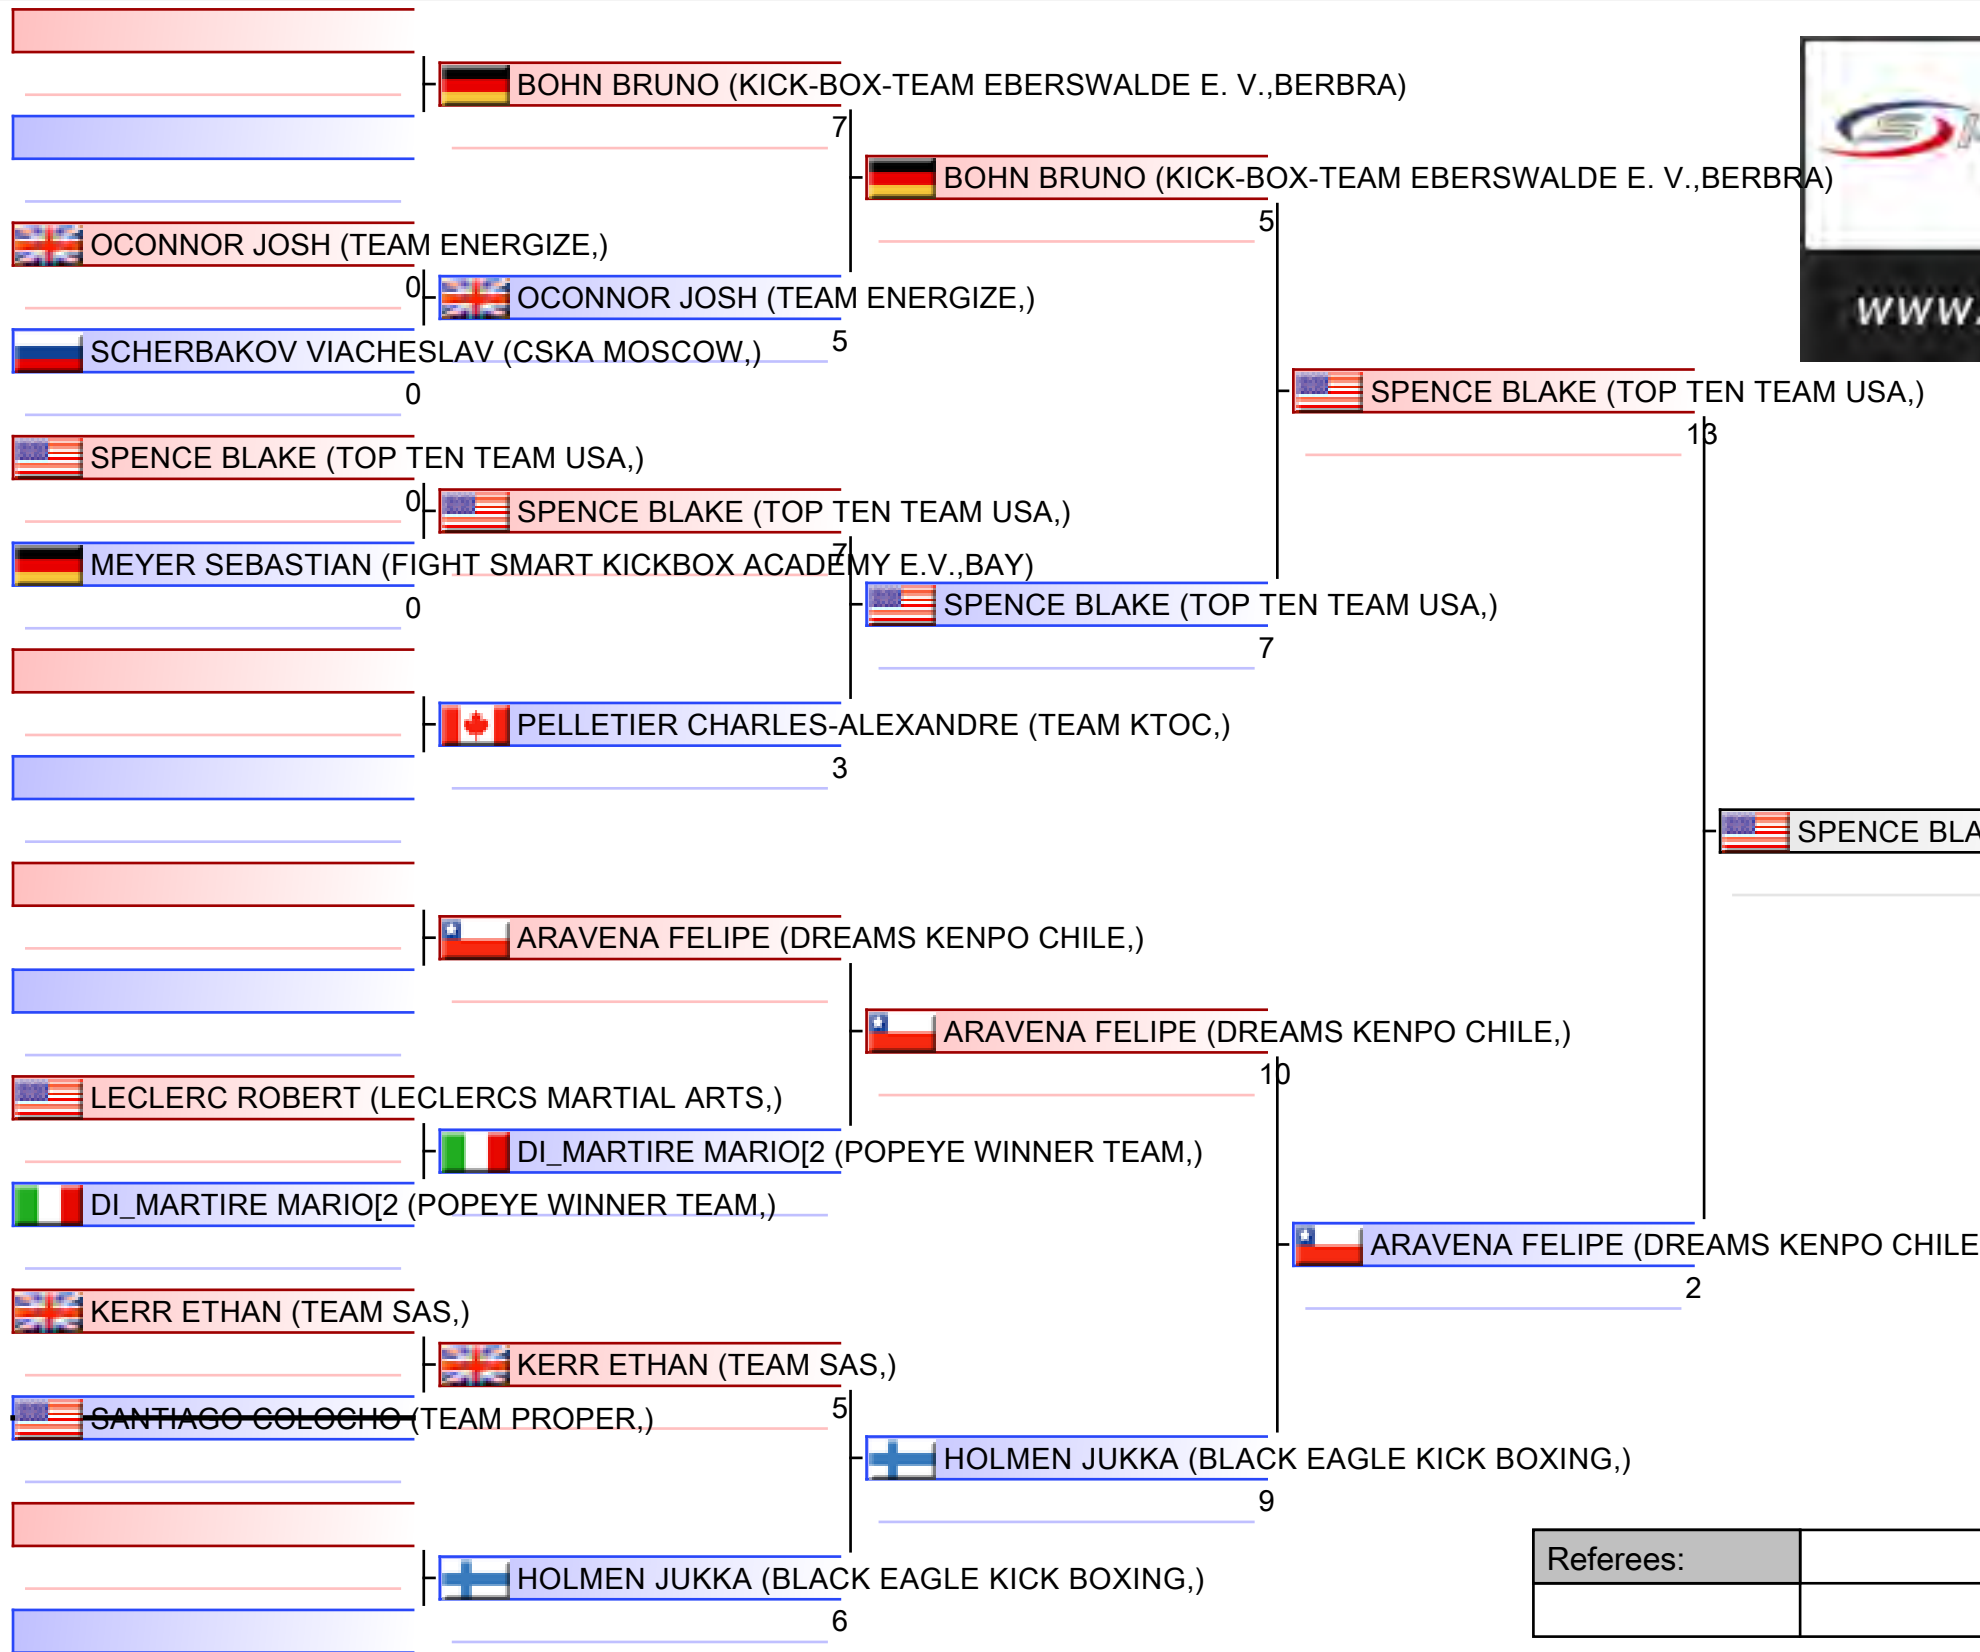 BOHN BRUNO (KICK-BOX-TEAM EBERSWALDE E. V.,BERBRA)
7
BOHN BRUNO (KICK-BOX-TEAM EBERSWALDE E. V.,BERBRA)
5
OCONNOR JOSH (TEAM ENERGIZE,)
0
OCONNOR JOSH (TEAM ENERGIZE,)
5
WWW.
SCHERBAKOV VIACHESLAV (CSKA MOSCOW,)
0
SPENCE BLAKE (TOP TEN TEAM USA,)
13
SPENCE BLAKE (TOP TEN TEAM USA,)
0
SPENCE BLAKE (TOP TEN TEAM USA,)
7
MEYER SEBASTIAN (FIGHT SMART KICKBOX ACADEMY E.V.,BAY)
0
SPENCE BLAKE (TOP TEN TEAM USA,)
7
PELLETIER CHARLES-ALEXANDRE (TEAM KTOC,)
3
SPENCE BLA
ARAVENA FELIPE (DREAMS KENPO CHILE,)
ARAVENA FELIPE (DREAMS KENPO CHILE,)
10
LECLERC ROBERT (LECLERCS MARTIAL ARTS,)
DI_MARTIRE MARIO[2 (POPEYE WINNER TEAM,)
DI_MARTIRE MARIO[2 (POPEYE WINNER TEAM,)
ARAVENA FELIPE (DREAMS KENPO CHILE
2
KERR ETHAN (TEAM SAS,)
KERR ETHAN (TEAM SAS,)
5
SANTIAGO COLOCHO (TEAM PROPER,)
HOLMEN JUKKA (BLACK EAGLE KICK BOXING,)
9
HOLMEN JUKKA (BLACK EAGLE KICK BOXING,)
6
Referees: